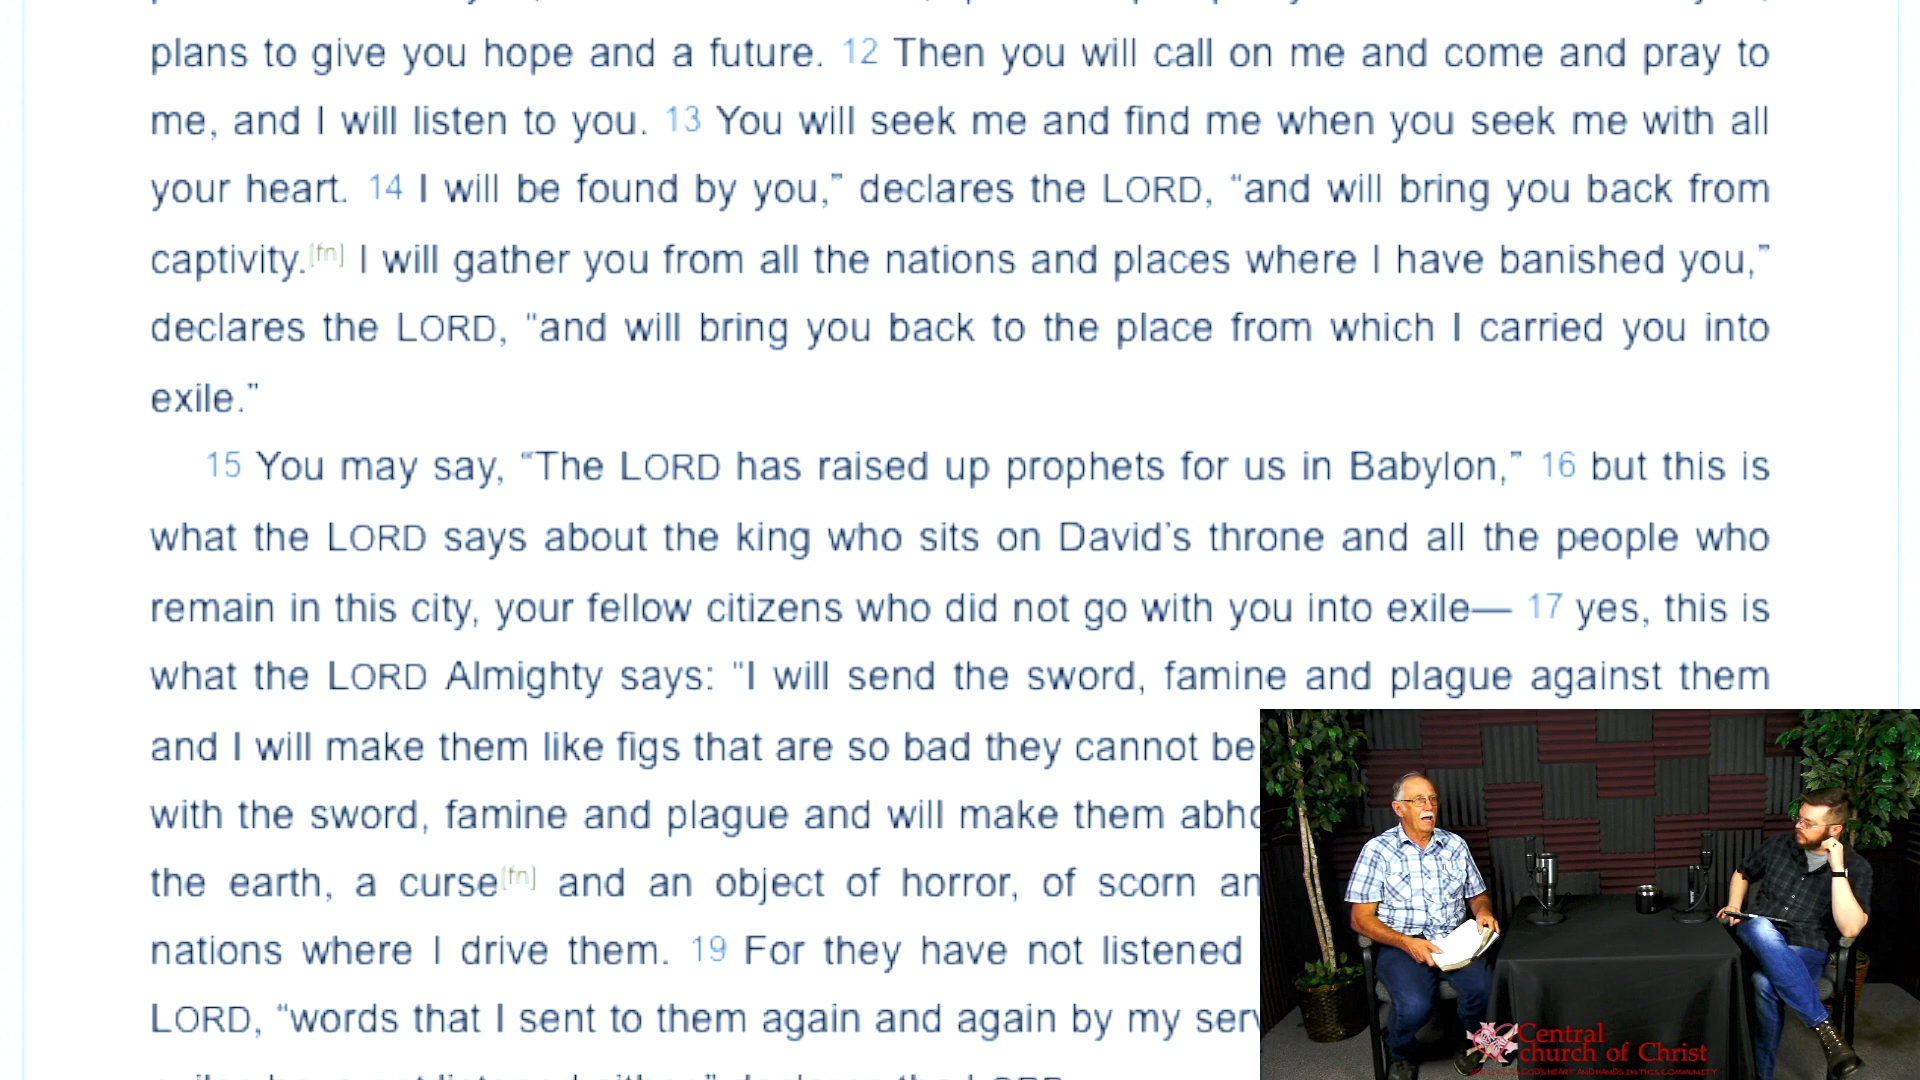 plans to give you hope and a future. 12 Then you will call on me and come and pray to
me, and I will listen to you. 13 You will seek me and find me when you seek me with all
your heart. 14 I will be found by you,” declares the LORD, “and will bring you back from
captivity.[fn] I will gather you from all the nations and places where I have banished you,”
declares the LORD, “and will bring you back to the place from which I carried you into
exile.”
15 You may say, “The LORD has raised up prophets for us in Babylon,” 16 but this is
what the LORD says about the king who sits on David’s throne and all the people who
remain in this city, your fellow citizens who did not go with you into exile— 17 yes, this is
what the LORD Almighty says: “I will send the sword, famine and plague against them
and I will make them like figs that are so bad they cannot be
with the sword, famine and plague and will make them
the earth, a curse[fn] and an object of horror, of scorn
nations where I drive them. 19 For they have not listened
LORD, “words that I sent to them again and again by my
Central
church of Christ